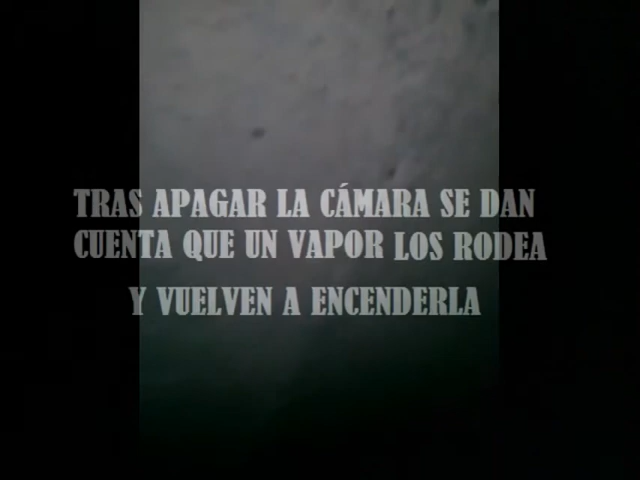 TRAS APAGAR LA CÁMARA SE DAN
CUENTA QUE UN VAPOR LOS RODEA
Y VUELVEN A ENCENDERLA